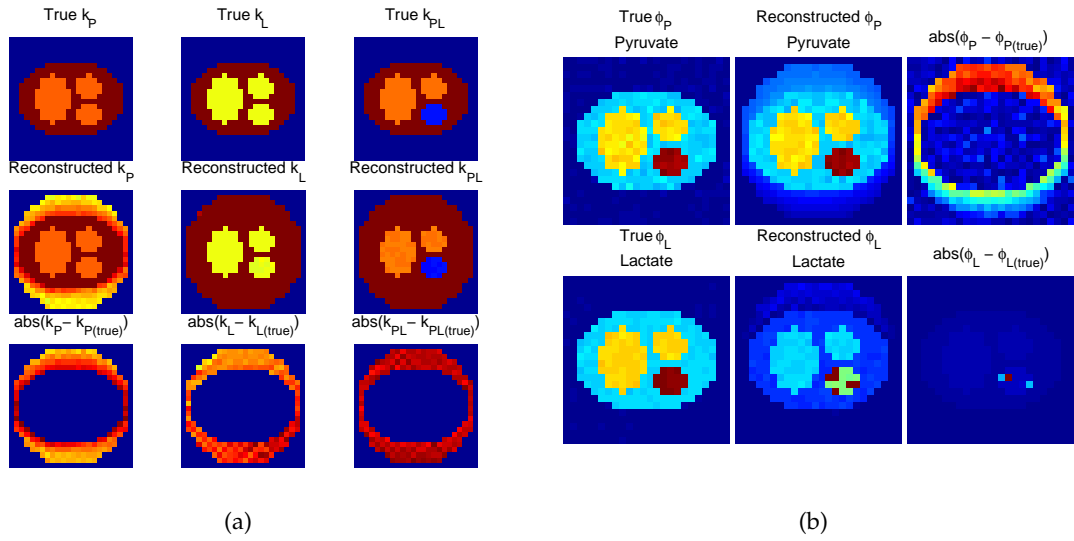 True k_P
True k_L
True k_PL
Reconstructed k_P
Reconstructed k_L
Reconstructed k_PL
abs(k_P – k_P(true))
abs(k_L – k_L(true))
abs(k_PL – k_PL(true))
(a)
True ϕ_P
Pyruvate
Reconstructed ϕ_P
Pyruvate
abs(ϕ_P – ϕ_P(true))
True ϕ_L
Lactate
Reconstructed ϕ_L
Lactate
abs(ϕ_L – ϕ_L(true))
(b)